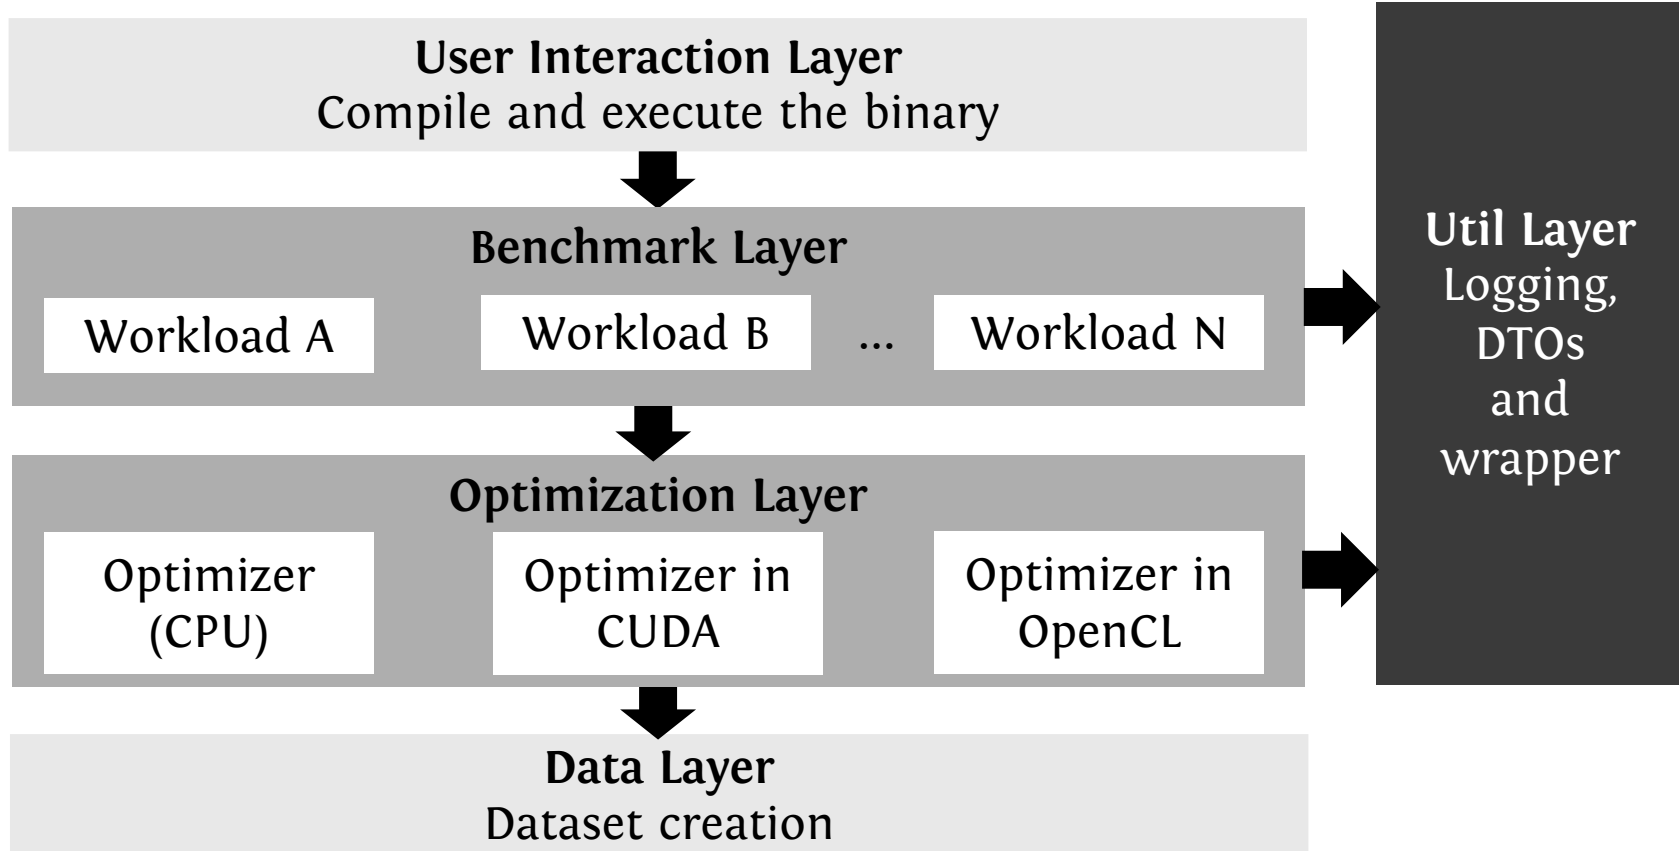 User Interaction Layer
Compile and execute the binary
Benchmark Layer
Workload A
Workload B
...
Workload N
Optimization Layer
Optimizer
(CPU)
Optimizer in
CUDA
Optimizer in
OpenCL
Data Layer
Dataset creation
Util Layer
Logging,
DTOs
and
wrapper